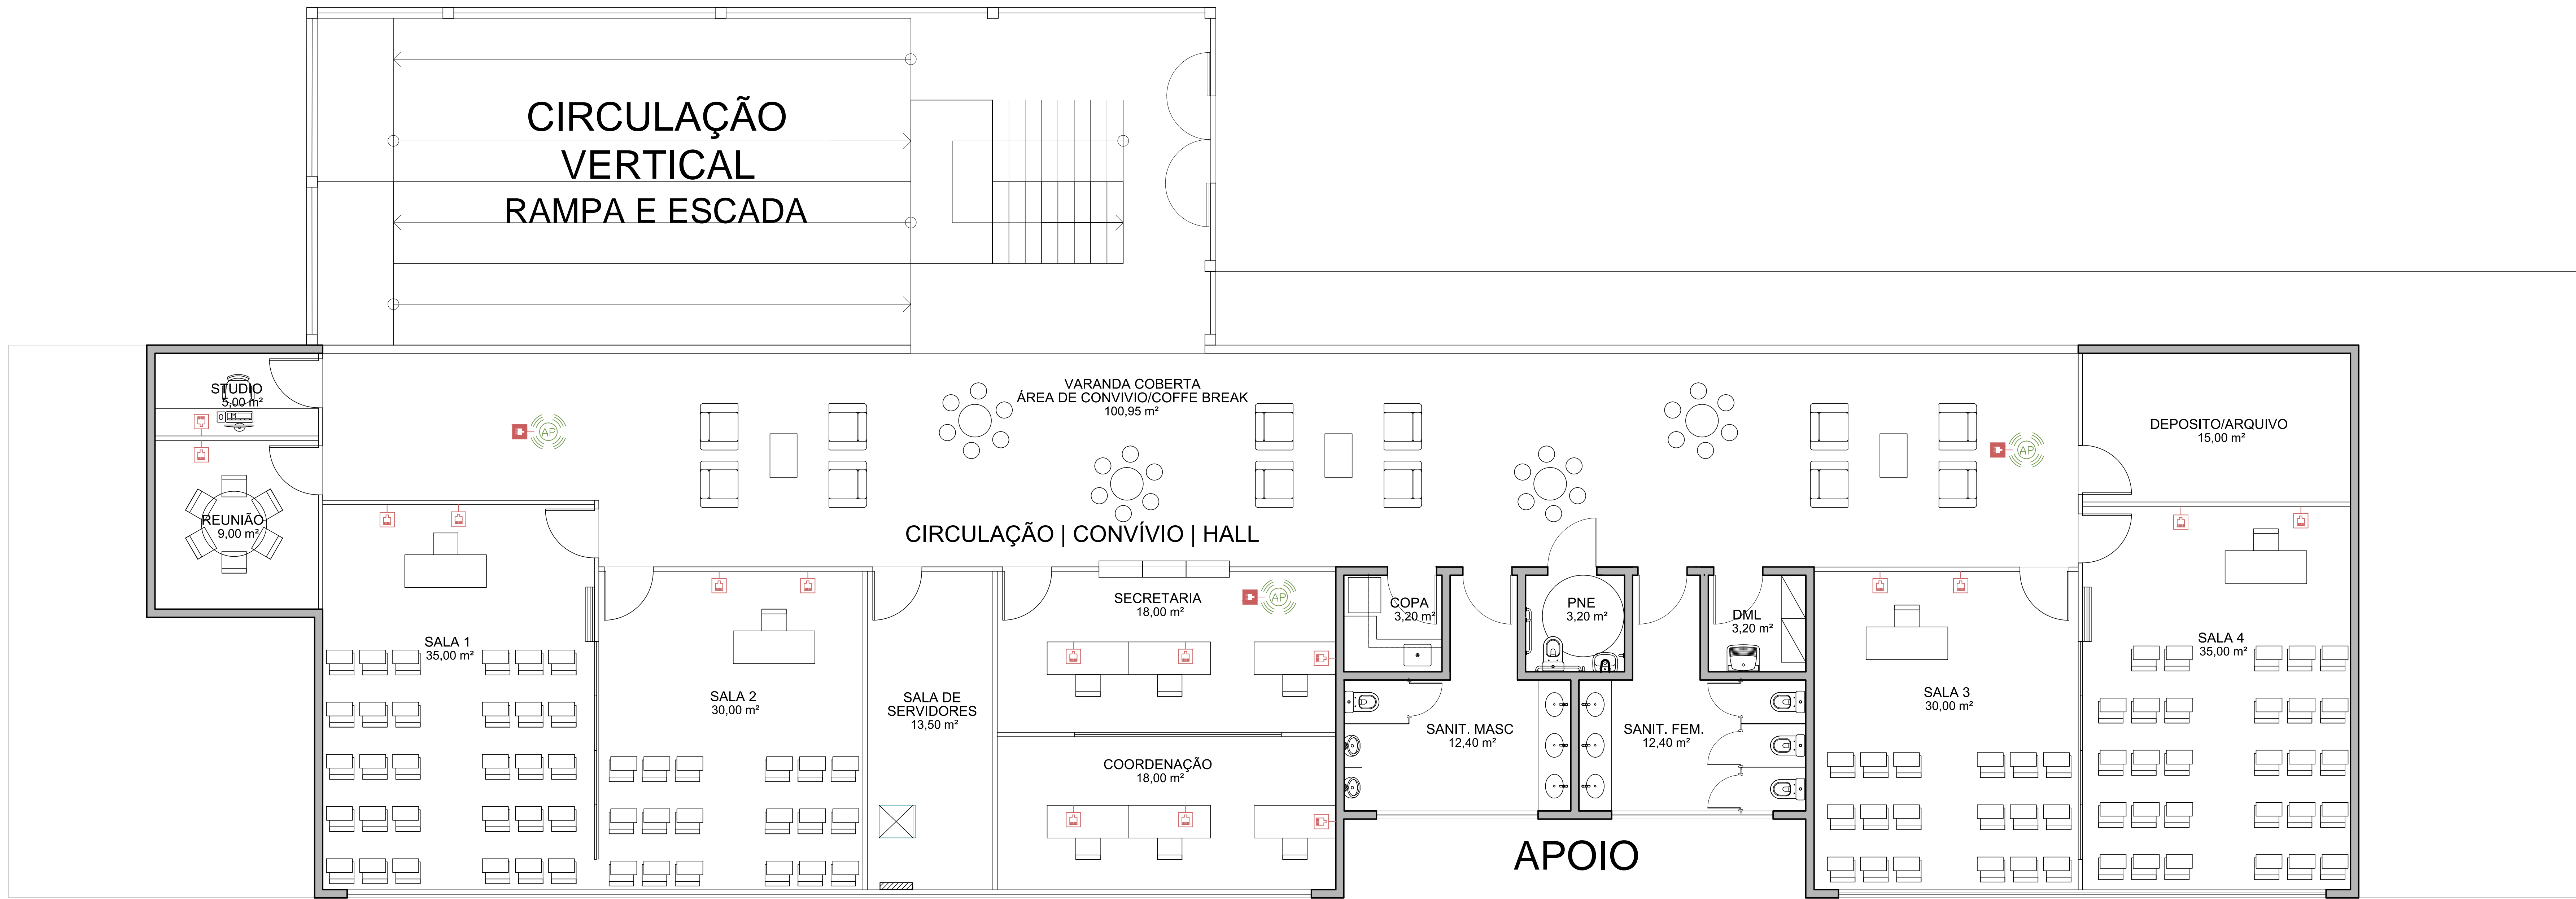 CIRCULAÇÃO
VERTICAL
RAMPA E ESCADA
STUDIO
5,00 m²
VARANDA COBERTA
ÁREA DE CONVIVIO/COFFE BREAK
100,95 m²
AP
AP
DEPOSITO/ARQUIVO
15,00 m²
REUNIÃO
9,00 m²
CIRCULAÇÃO | CONVÍVIO | HALL
SECRETARIA
18,00 m²
AP
COPA
3,20 m²
PNE
3,20 m²
DML
3,20 m²
SALA 1
35,00 m²
SALA 4
35,00 m²
SALA 2
30,00 m²
SALA DE
SERVIDORES
13,50 m²
SALA 3
30,00 m²
SANIT. MASC
12,40 m²
SANIT. FEM.
12,40 m²
COORDENAÇÃO
18,00 m²
APOIO